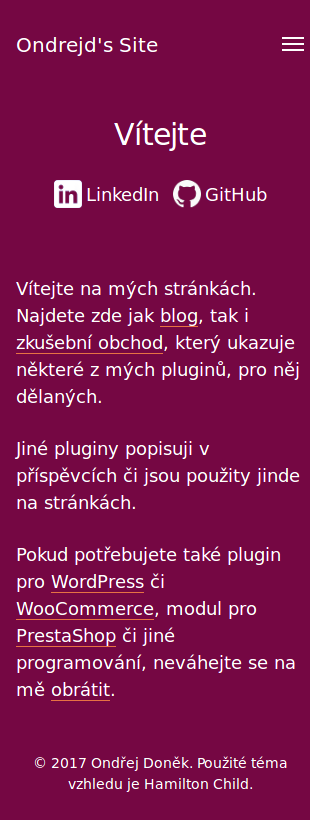 Ondrejd's Site
Vítejte
LinkedIn GitHub
Vítejte na mých stránkách.
Najdete zde jak blog, tak i
zkušební obchod, který ukazuje
některé z mých pluginů, pro něj
dělaných.
Jiné pluginy popisuji v
příspěvcích či jsou použity jinde
na stránkách.
Pokud potřebujete také plugin
pro WordPress či
WooCommerce, modul pro
PrestaShop či jiné
programování, neváhejte se na
mě obrátit.
© 2017 Ondřej Doněk. Použité téma
vzhledu je Hamilton Child.